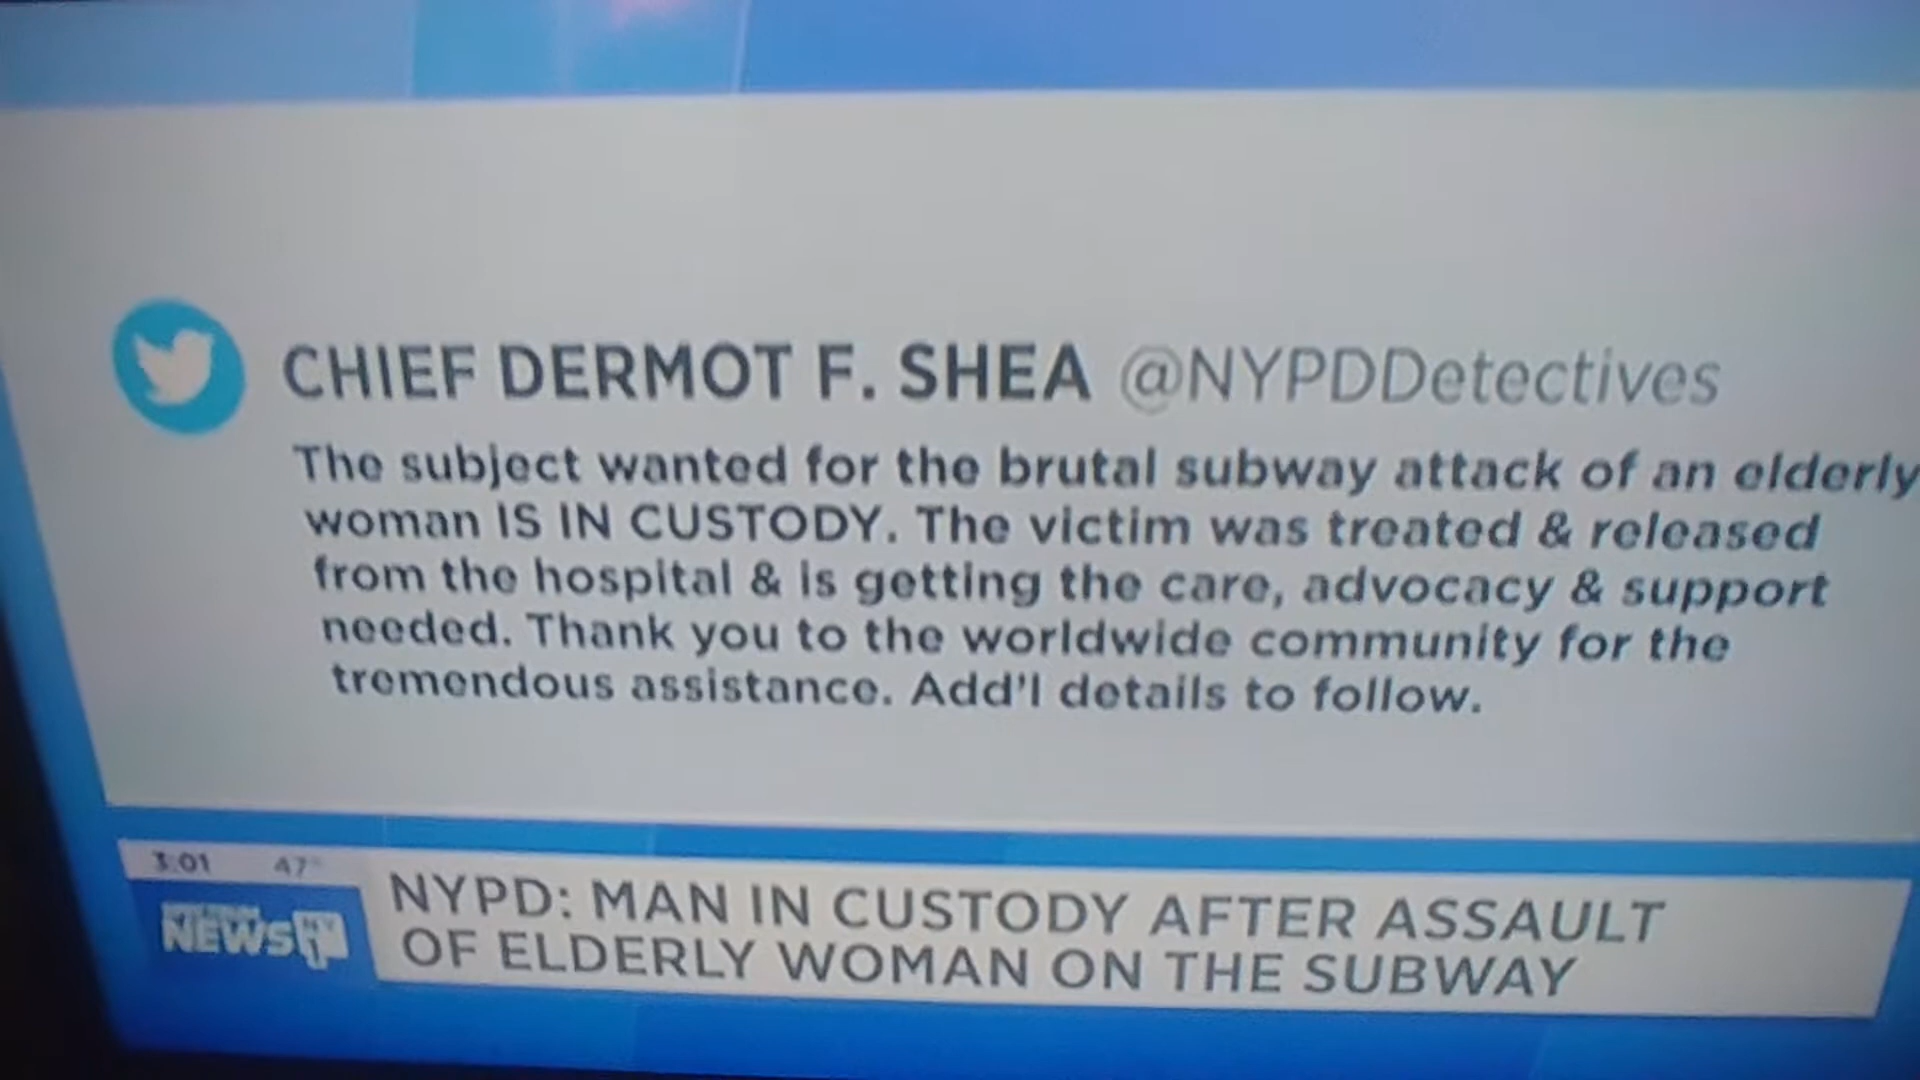 CHIEF DERMOT F. SHEA @NYPDDetectives
The subject wanted for the brutal subway attack of an elderly
woman IS IN CUSTODY. The victim was treated & released
from the hospital & is getting the care, advocacy & support
needed. Thank you to the worldwide community for the
tremendous assistance. Add'l details to follow.
3:01 47°
NEWS NY1
NYPD: MAN IN CUSTODY AFTER ASSAULT
OF ELDERLY WOMAN ON THE SUBWAY